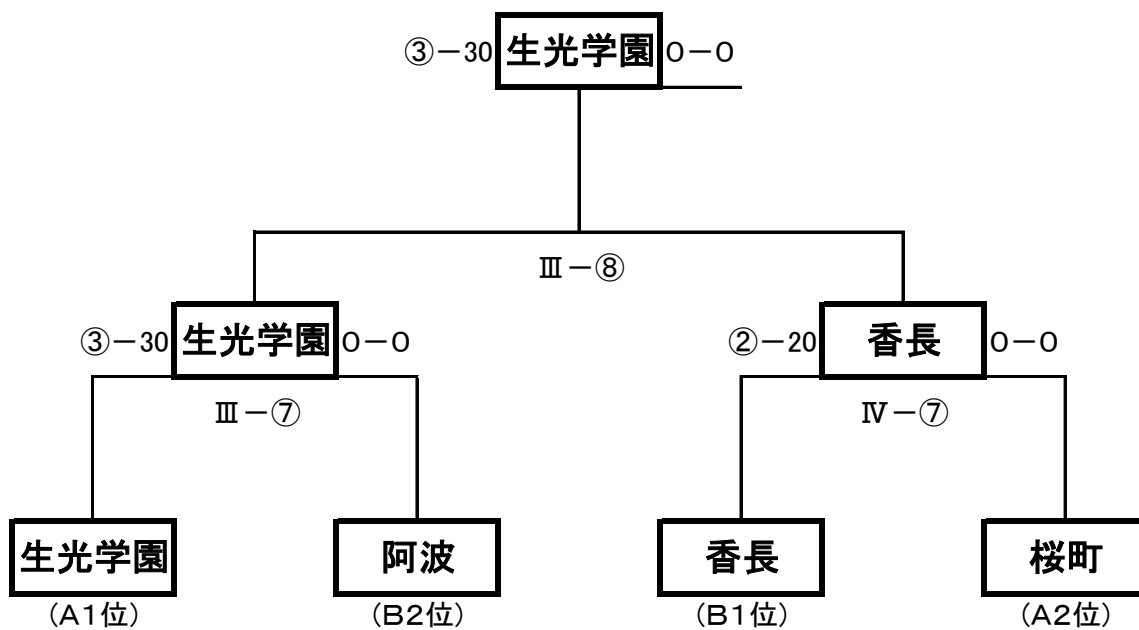 ③－30 生光学園 0－0
Ⅲ－⑧
③－30 生光学園 0－0 ②－20 香長 0－0
Ⅲ－⑦ Ⅳ－⑦
生光学園 阿波 香長 桜町
（A1位） （B2位） （B1位） （A2位）